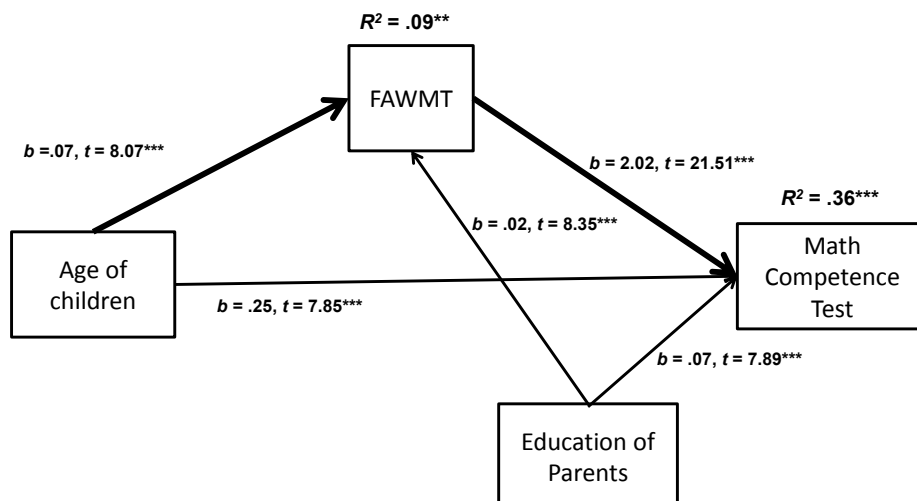 R² = .09**
FAWMT
b =.07, t = 8.07***
b = 2.02, t = 21.51***
R² = .36***
b = .02, t = 8.35***
Age of
children
Math
Competence
Test
b = .25, t = 7.85***
b = .07, t = 7.89***
Education of
Parents